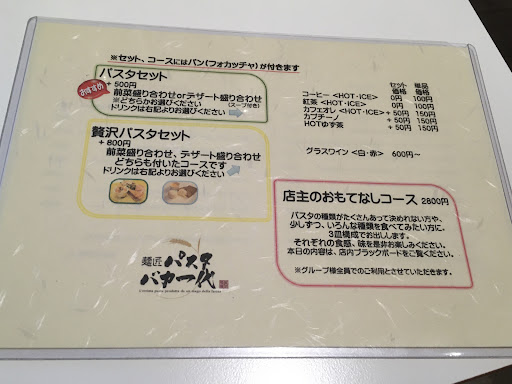 ※セット、コースにはパン(フォカッチャ)が付きます
おすすめ
パスタセット
+500円
前菜盛り合わせorデザート盛り合わせ
※どちらかお選びください (スープ付き)
ドリンクは右記よりお選びください
贅沢パスタセット
+800円
前菜盛り合わせ、デザート盛り合わせ
どちらも付いたコースです
ドリンクは右記よりお選びください
セット価格 単品価格
コーヒー <HOT・ICE> 0円 100円
紅茶 <HOT・ICE> 0円 100円
カフェオレ <HOT・ICE> +50円 150円
カプチーノ +50円 150円
HOTゆず茶 +50円 150円
グラスワイン <白・赤> 600円~
店主のおもてなしコース 2800円
パスタの種類がたくさんあって決めれない方や、
少しずつ、いろんな種類を食べてみたい方に、
3皿構成でお出しします。
それぞれの食感、味を是非お楽しみください。
本日の内容は、店内ブラックボードをご覧ください。
※グループ様全員でのご利用とさせていただきます。
麺匠 パスタ
バカ一代